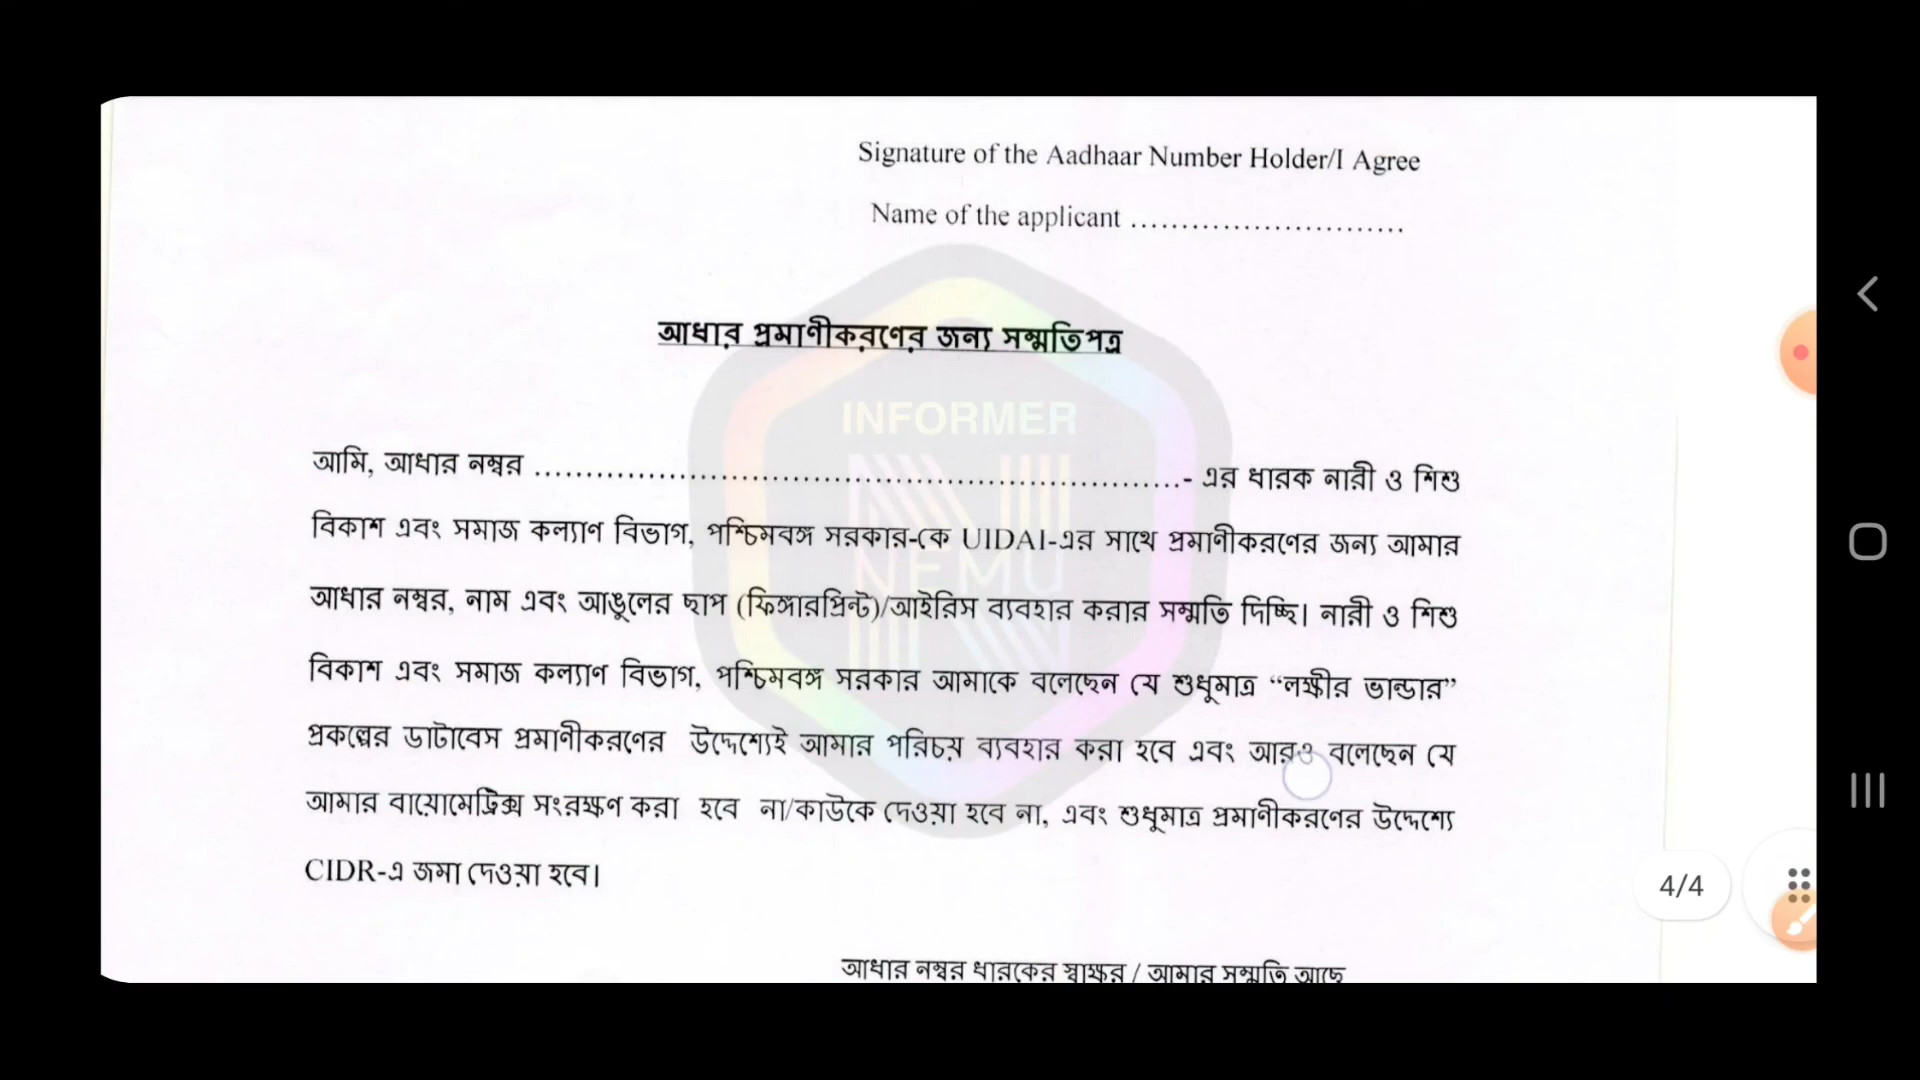 Signature of the Aadhaar Number Holder/I Agree
Name of the applicant ...........................
আধার প্রমাণীকরণের জন্য সম্মতিপত্র
INFORMER
আমি, আধার নম্বর ................................................................- এর ধারক নারী ও শিশু
বিকাশ এবং সমাজ কল্যাণ বিভাগ, পশ্চিমবঙ্গ সরকার-কে UIDAI-এর সাথে প্রমাণীকরণের জন্য আমার
NEMU
আধার নম্বর, নাম এবং আঙুলের ছাপ (ফিঙ্গারপ্রিন্ট)/আইরিস ব্যবহার করার সম্মতি দিচ্ছি। নারী ও শিশু
বিকাশ এবং সমাজ কল্যাণ বিভাগ, পশ্চিমবঙ্গ সরকার আমাকে বলেছেন যে শুধুমাত্র “লক্ষীর ভান্ডার”
প্রকল্পের ডাটাবেস প্রমাণীকরণের উদ্দেশ্যেই আমার পরিচয় ব্যবহার করা হবে এবং আরও বলেছেন যে
আমার বায়োমেট্রিক্স সংরক্ষণ করা হবে না/কাউকে দেওয়া হবে না, এবং শুধুমাত্র প্রমাণীকরণের উদ্দেশ্যে
CIDR-এ জমা দেওয়া হবে।
4/4
আধার নম্বর ধারকের স্বাক্ষর / আমার সম্মতি আছে